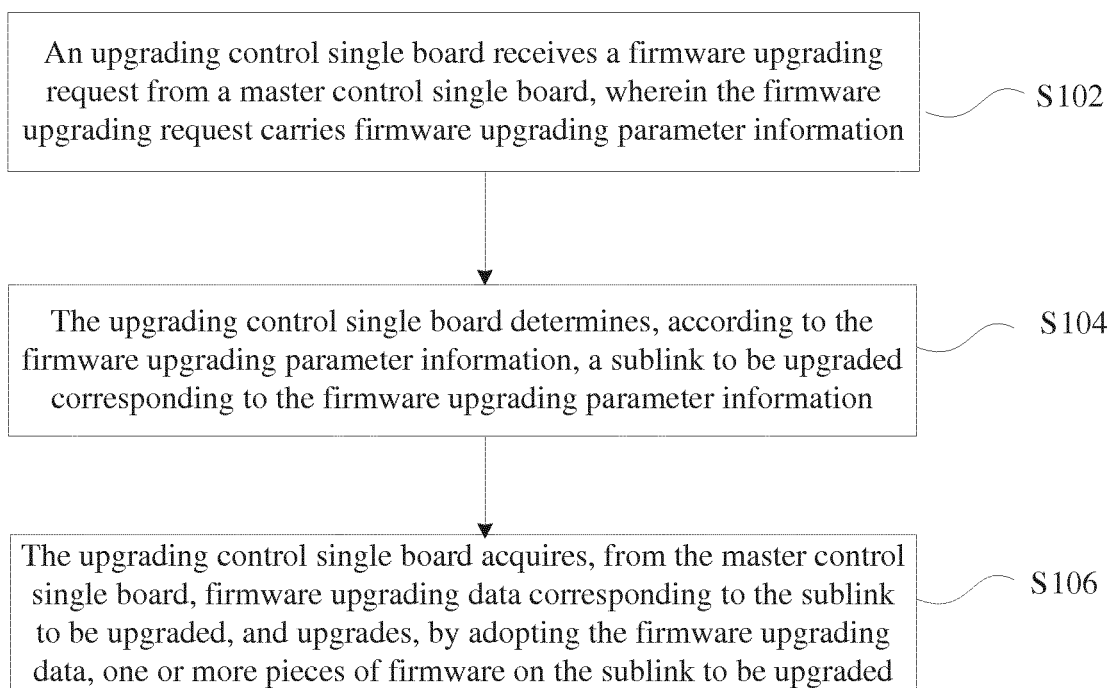 An upgrading control single board receives a firmware upgrading
request from a master control single board, wherein the firmware
upgrading request carries firmware upgrading parameter information
S102
The upgrading control single board determines, according to the
firmware upgrading parameter information, a sublink to be upgraded
corresponding to the firmware upgrading parameter information
S104
The upgrading control single board acquires, from the master control
single board, firmware upgrading data corresponding to the sublink
to be upgraded, and upgrades, by adopting the firmware upgrading
data, one or more pieces of firmware on the sublink to be upgraded
S106